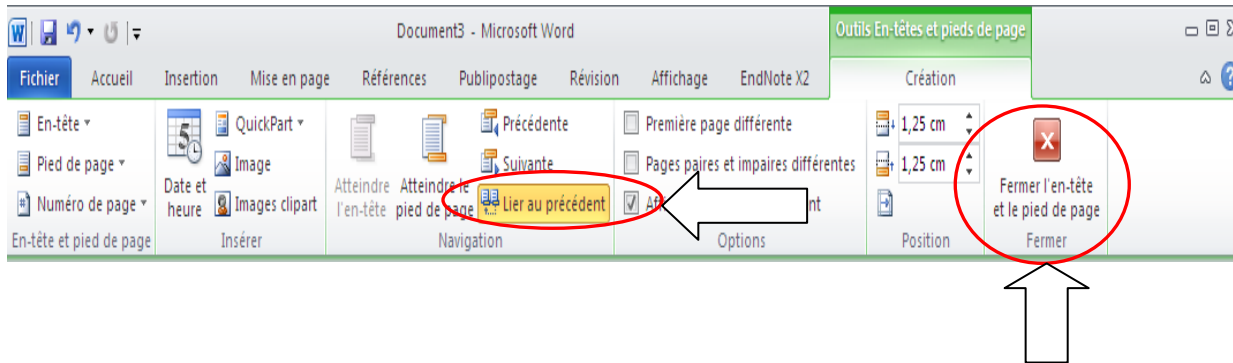 Document3 - Microsoft Word
Outils En-têtes et pieds de page
Fichier Accueil Insertion Mise en page Références Publipostage Révision Affichage EndNote X2 Création
En-tête
Pied de page
Numéro de page
En-tête et pied de page
5
Date et heure
QuickPart
Image
Images clipart
Insérer
Atteindre l'en-tête
Atteindre le pied de page
Précédente
Suivante
Lier au précédent
Navigation
Première page différente
Pages paires et impaires différentes
Options
1,25 cm
1,25 cm
Position
Fermer l'en-tête
et le pied de page
Fermer